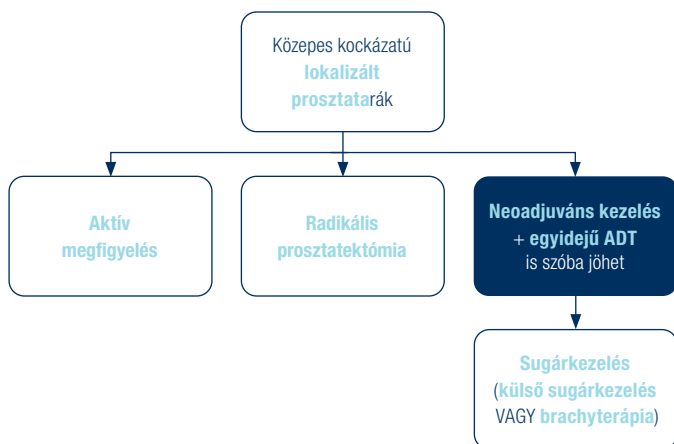 Közepes kockázatú
lokalizált
prosztatarák
Aktív
megfigyelés
Radikális
prosztatektómia
Neoadjuváns kezelés
+ egyidejű ADT
is szóba jöhet
Sugárkezelés
(külső sugárkezelés
VAGY brachyterápia)